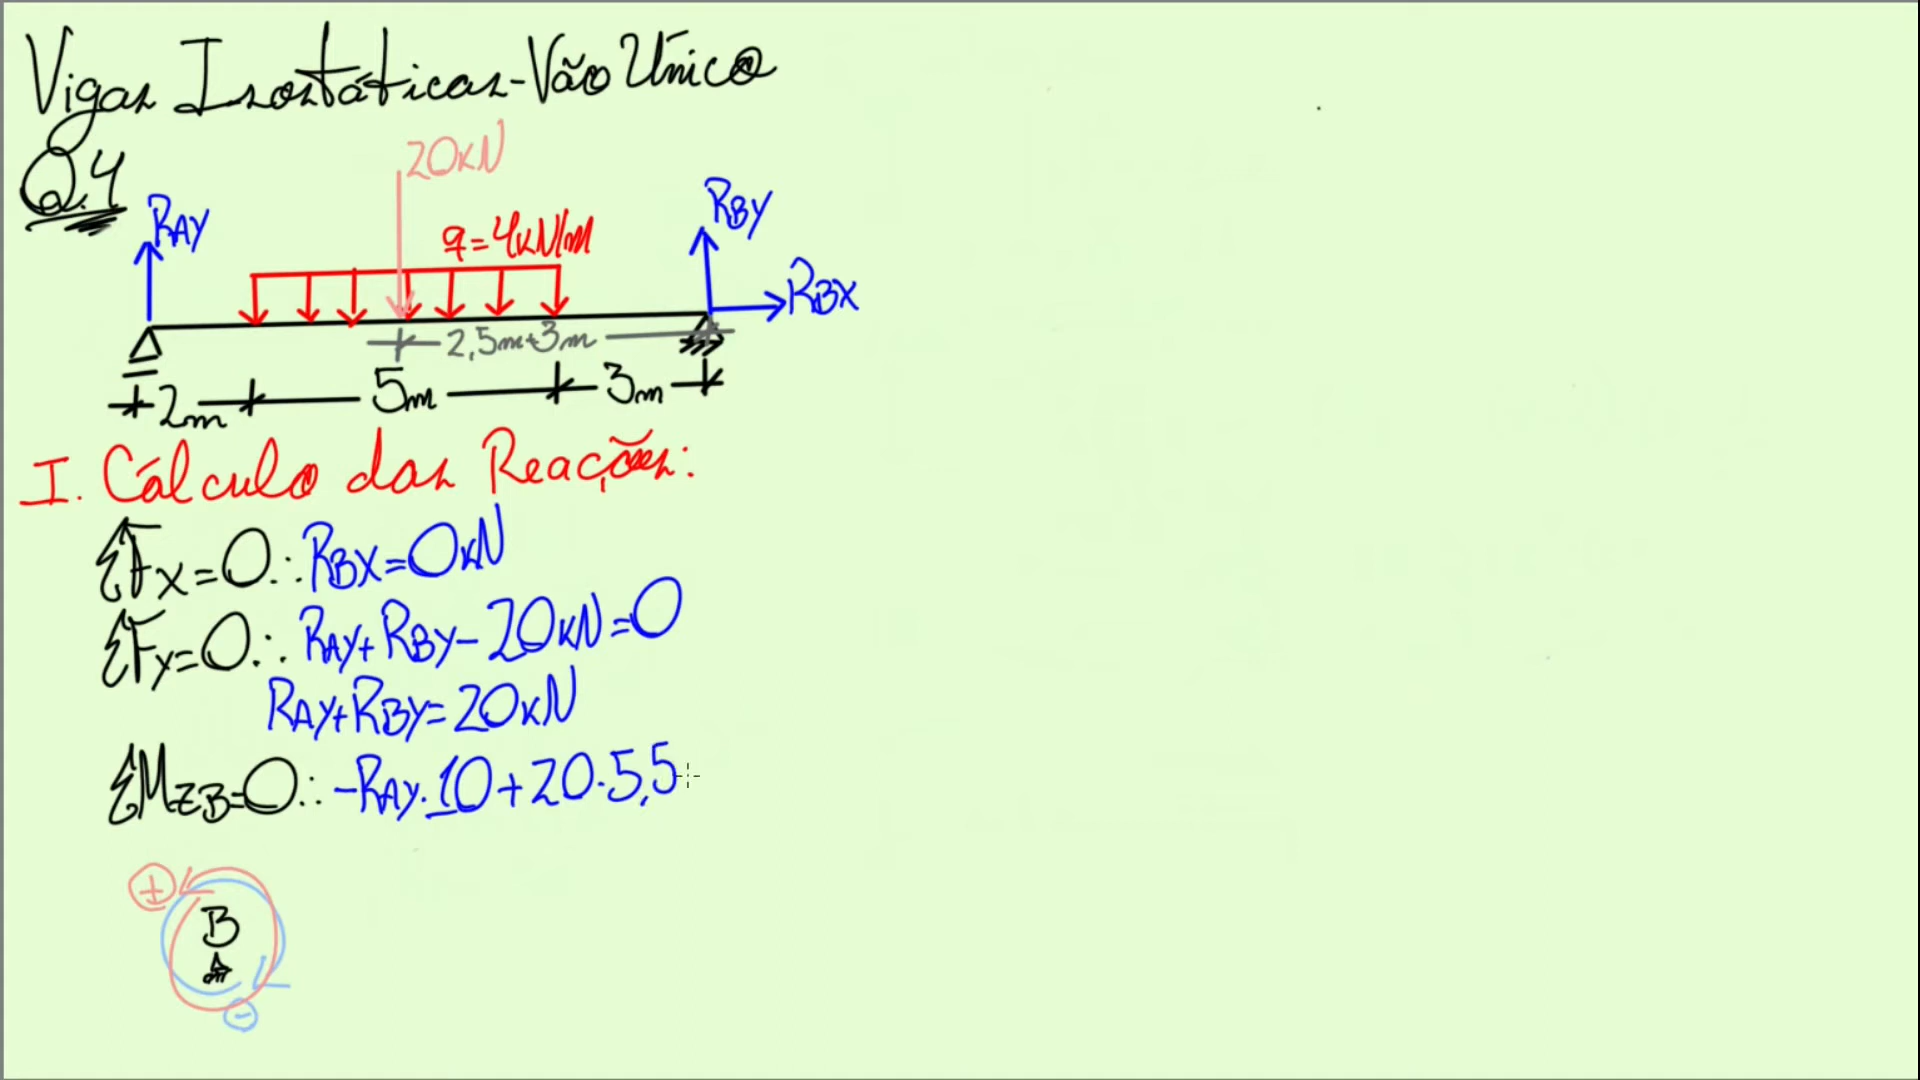 Vigas Isostáticas-Vão Único
Q.4
20kN
RAY
q=4kN/m
RBY
RBX
2,5m+3m
2m 5m 3m
I. Cálculo das Reações:
ΣFx=0∴RBX=0kN
ΣFy=0∴ RAY+RBY-20kN=0
RAY+RBY=20kN
ΣMZB=0∴-RAY.10+20.5,5
+
B
-